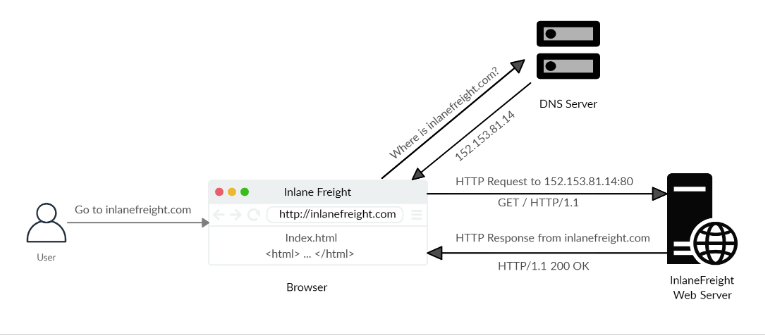 DNS Server
Where is inlanefreight.com?
152.153.81.14
Inlane Freight
http://inlanefreight.com
Index.html
<html> ... </html>
Browser
Go to inlanefreight.com
User
HTTP Request to 152.153.81.14:80
GET / HTTP/1.1
HTTP Response from inlanefreight.com
HTTP/1.1 200 OK
InlaneFreight
Web Server